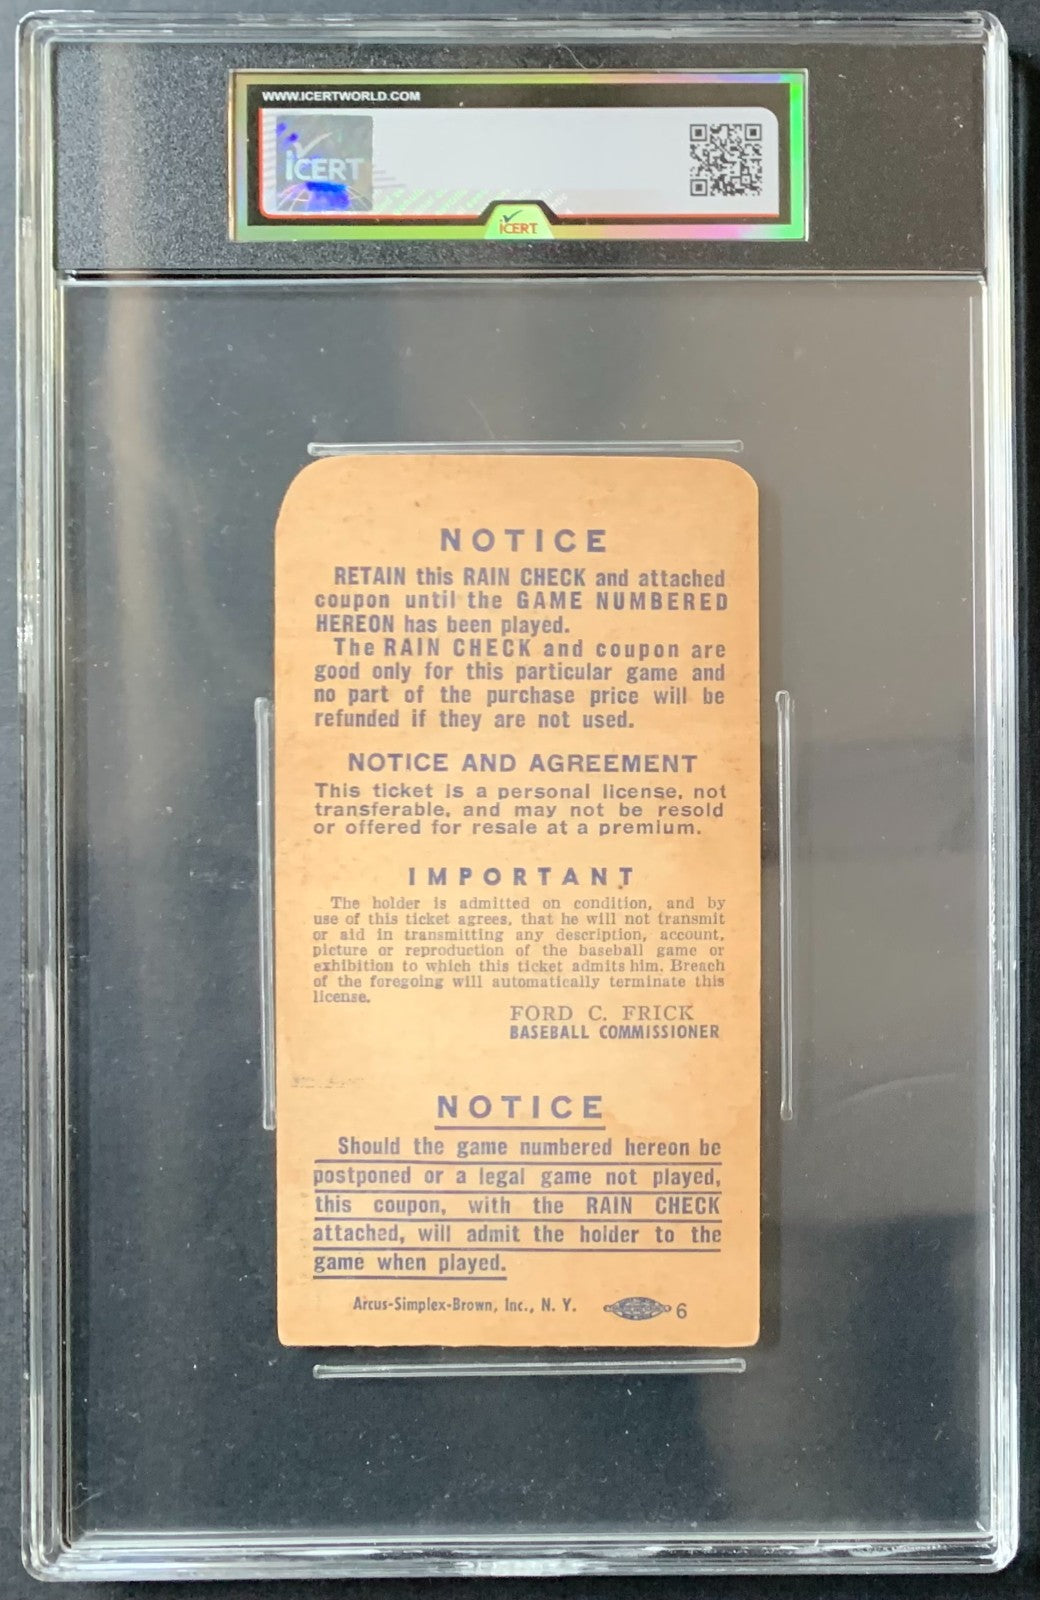 WWW.ICERTWORLD.COM
iCERT
iCERT
NOTICE
RETAIN this RAIN CHECK and attached
coupon until the GAME NUMBERED
HEREON has been played.
The RAIN CHECK and coupon are
good only for this particular game and
no part of the purchase price will be
refunded if they are not used.
NOTICE AND AGREEMENT
This ticket is a personal license, not
transferable, and may not be resold
or offered for resale at a premium.
IMPORTANT
The holder is admitted on condition, and by
use of this ticket agrees, that he will not transmit
or aid in transmitting any description, account,
picture or reproduction of the baseball game or
exhibition to which this ticket admits him. Breach
of the foregoing will automatically terminate this
license.
FORD C. FRICK
BASEBALL COMMISSIONER
NOTICE
Should the game numbered hereon be
postponed or a legal game not played,
this coupon, with the RAIN CHECK
attached, will admit the holder to the
game when played.
Arcus-Simplex-Brown, Inc., N. Y. 6